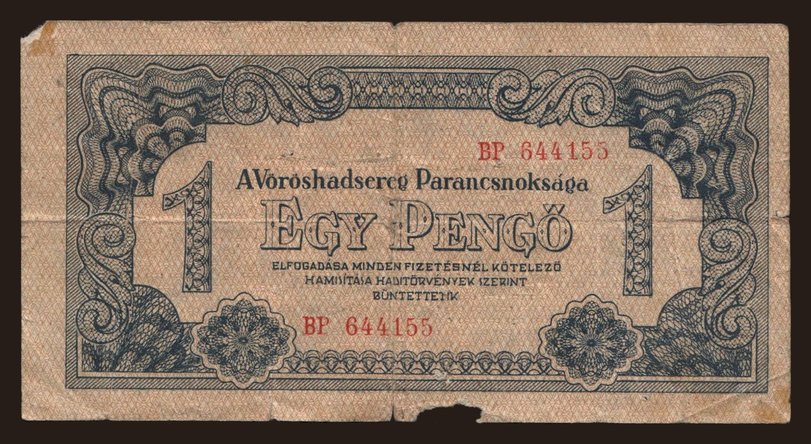 BP 644155
1 1
A Vöröshadsereg Parancsnoksága
EGY PENGŐ
ELFOGADÁSA MINDEN FIZETÉSNÉL KÖTELEZŐ
HAMISÍTÁSA HADITÖRVÉNYEK SZERINT
BÜNTETTETIK
BP 644155